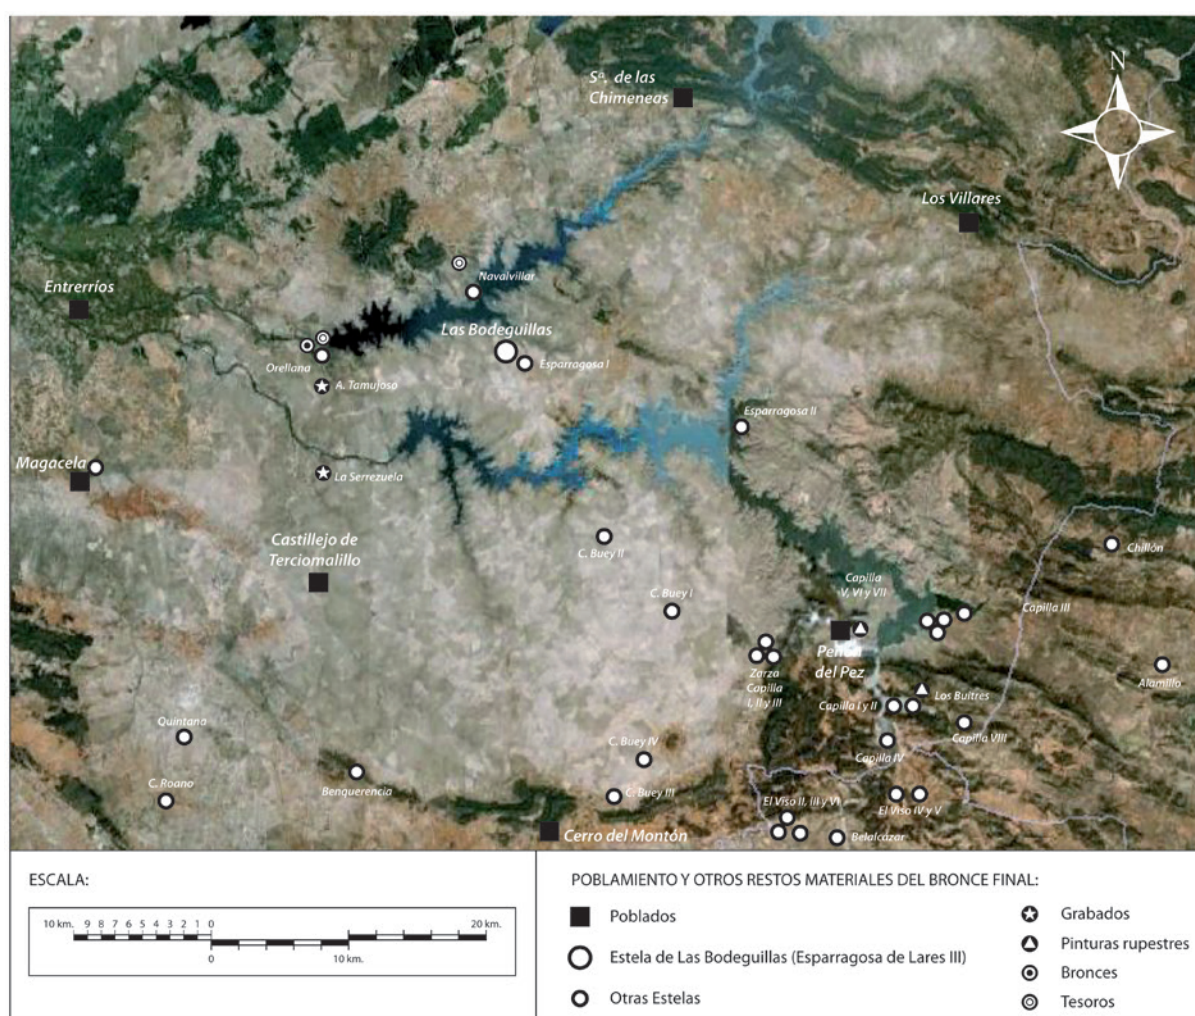 Sª. de las
Chimeneas
N
Los Villares
Navalvillar
Entrerríos
Las Bodeguillas
Orellana
Esparragosa I
A. Tamujoso
Esparragosa II
Magacela
La Serrezuela
Castillejo de
Terciomalillo
C. Buey II
Chillón
Capilla
V, VI y VII
C. Buey I
Capilla III
Peñón
del Pez
Zarza
Capilla
I, II y III
Alamillo
Los Buitres
Capilla I y II
Capilla VIII
Quintana
C. Buey IV
Capilla IV
Benquerencia
C. Roano
C. Buey III
El Viso II, III y VI
El Viso IV y V
Cerro del Montón
Belalcázar
ESCALA:
10 km. 9 8 7 6 5 4 3 2 1 0 20 km.
0 10 km.
POBLAMIENTO Y OTROS RESTOS MATERIALES DEL BRONCE FINAL:
Poblados
Estela de Las Bodeguillas (Esparragosa de Lares III)
Otras Estelas
Grabados
Pinturas rupestres
Bronces
Tesoros